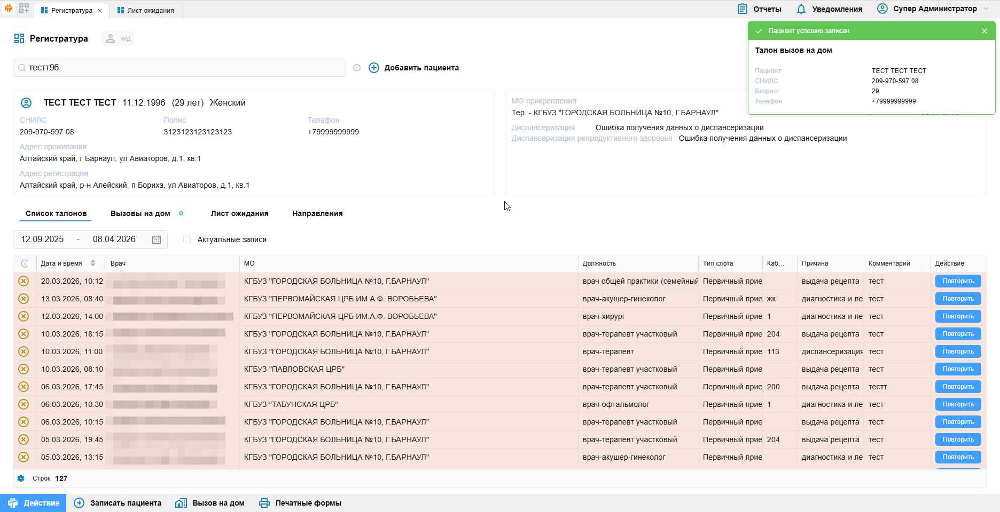 Регистратура
Лист ожидания
Отчеты
Уведомления
Супер Администратор
Регистратура
н/д
Пациент успешно записан
Талон вызов на дом
Пациент ТЕСТ ТЕСТ ТЕСТ
СНИЛС 209-970-597 08
Возраст 29
Телефон +79999999999
тестт96
Добавить пациента
ТЕСТ ТЕСТ ТЕСТ 11.12.1996 (29 лет) Женский
СНИЛС Полис Телефон
209-970-597 08 3123123123123123 +79999999999
Адрес проживания
Алтайский край, г Барнаул, ул Авиаторов, д.1, кв.1
Адрес регистрации
Алтайский край, р-н Алейский, п Бориха, ул Авиаторов, д.1, кв.1
МО прикрепления
Тер. - КГБУЗ "ГОРОДСКАЯ БОЛЬНИЦА №10, Г.БАРНАУЛ"
Диспансеризация Ошибка получения данных о диспансеризации
Диспансеризация репродуктивного здоровья Ошибка получения данных о диспансеризации
Список талонов Вызовы на дом Лист ожидания Направления
12.09.2025 - 08.04.2026 Актуальные записи
Дата и время Врач МО Должность Тип слота Каб... Причина Комментарий Действие
20.03.2026, 10:12 КГБУЗ "ГОРОДСКАЯ БОЛЬНИЦА №10, Г.БАРНАУЛ" врач общей практики (семейный Первичный прие выдача рецепта тест Повторить
13.03.2026, 08:40 КГБУЗ "ПЕРВОМАЙСКАЯ ЦРБ ИМ.А.Ф. ВОРОБЬЕВА" врач-акушер-гинеколог Первичный прие жк диагностика и ле тест Повторить
12.03.2026, 14:00 КГБУЗ "ПЕРВОМАЙСКАЯ ЦРБ ИМ.А.Ф. ВОРОБЬЕВА" врач-хирург Первичный прие 1 диагностика и ле тест Повторить
10.03.2026, 18:15 КГБУЗ "ГОРОДСКАЯ БОЛЬНИЦА №10, Г.БАРНАУЛ" врач-терапевт участковый Первичный прие 204 выдача рецепта тест Повторить
10.03.2026, 11:00 КГБУЗ "ГОРОДСКАЯ БОЛЬНИЦА №10, Г.БАРНАУЛ" врач-терапевт Первичный прие 113 диспансеризация тест Повторить
10.03.2026, 08:10 КГБУЗ "ПАВЛОВСКАЯ ЦРБ" врач-терапевт участковый Первичный прие выдача рецепта тест Повторить
06.03.2026, 17:45 КГБУЗ "ГОРОДСКАЯ БОЛЬНИЦА №10, Г.БАРНАУЛ" врач-терапевт участковый Первичный прие 200 выдача рецепта тестт Повторить
06.03.2026, 10:30 КГБУЗ "ТАБУНСКАЯ ЦРБ" врач-офтальмолог Первичный прие 1 диагностика и ле тест Повторить
06.03.2026, 10:15 КГБУЗ "ГОРОДСКАЯ БОЛЬНИЦА №10, Г.БАРНАУЛ" врач-терапевт участковый Первичный прие выдача рецепта тест Повторить
05.03.2026, 19:45 КГБУЗ "ГОРОДСКАЯ БОЛЬНИЦА №10, Г.БАРНАУЛ" врач-терапевт участковый Первичный прие 204 выдача рецепта тест Повторить
05.03.2026, 13:15 КГБУЗ "ГОРОДСКАЯ БОЛЬНИЦА №10, Г.БАРНАУЛ" врач-акушер-гинеколог Первичный прие диагностика и ле тест Повторить
Строк 127
Действие Записать пациента Вызов на дом Печатные формы